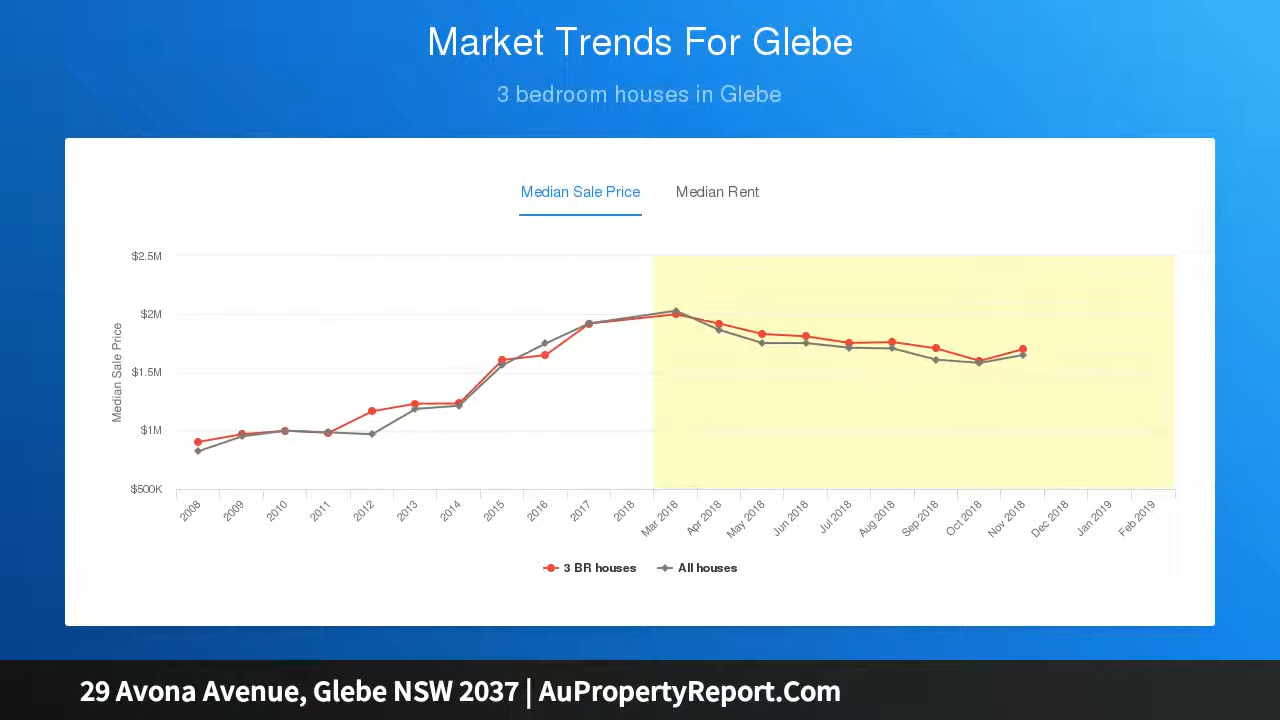 Market Trends For Glebe
3 bedroom houses in Glebe
Median Sale Price Median Rent
Median Sale Price
$2.5M
$2M
$1.5M
$1M
$500K
2008 2009 2010 2011 2012 2013 2014 2015 2016 2017 2018 Mar 2018 Apr 2018 May 2018 Jun 2018 Jul 2018 Aug 2018 Sep 2018 Oct 2018 Nov 2018 Dec 2018 Jan 2019 Feb 2019
3 BR houses All houses
29 Avona Avenue, Glebe NSW 2037 | AuPropertyReport.Com